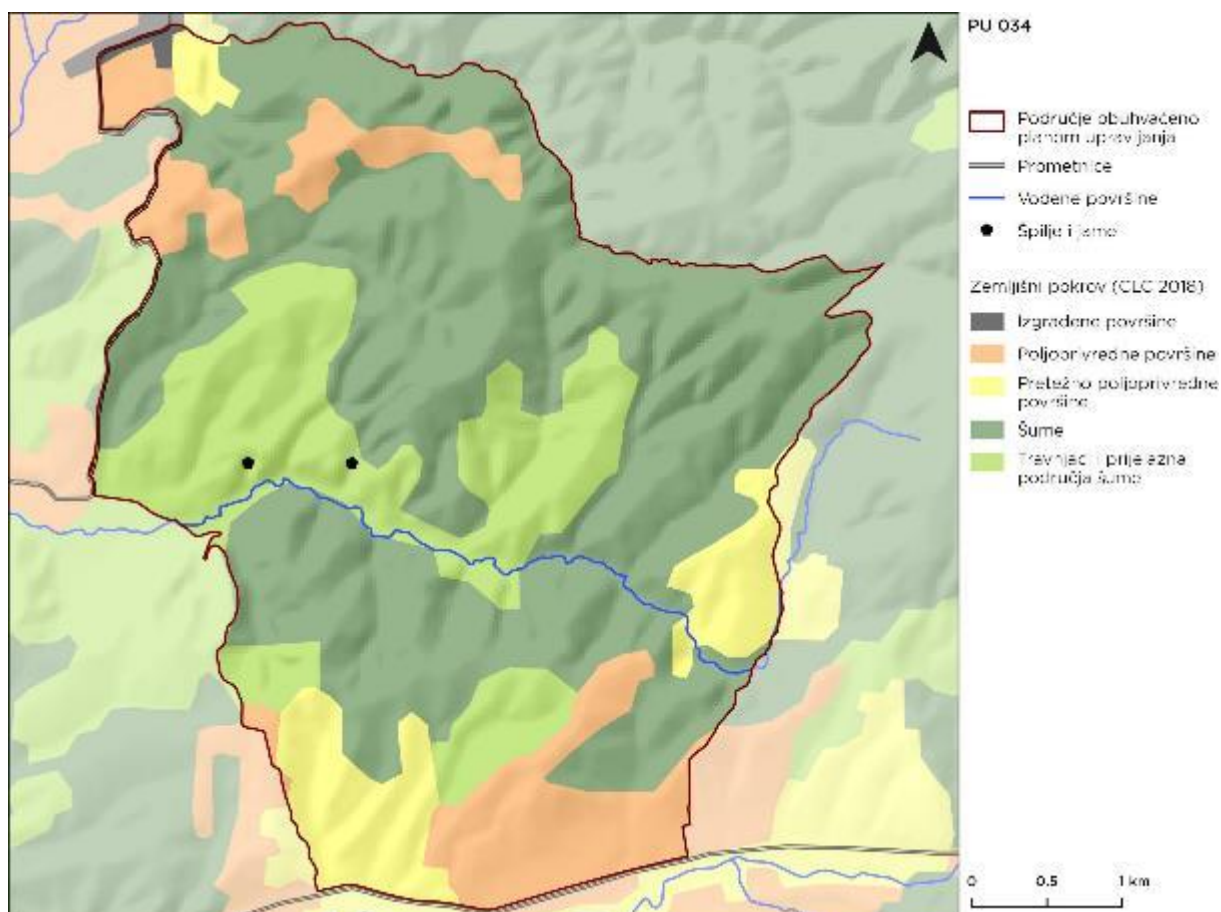 PU 034
Područje obuhvaćeno
planom upravljanja
Prometnice
Vodene površine
Špilje i jame
Zemljišni pokrov (CLC 2018)
Izgrađene površine
Poljoprivredne površine
Pretežno poljoprivredne
površine
Šume
Travnjaci i prijelazna
područja šume
0 0.5 1 km